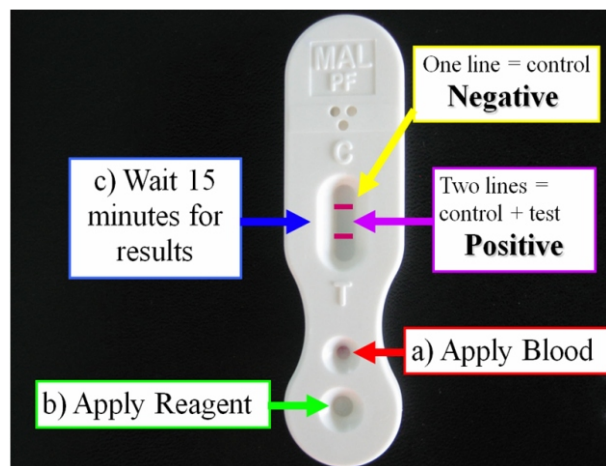 MAL
PF
C
T
One line = control
Negative
Two lines =
control + test
Positive
c) Wait 15
minutes for
results
a) Apply Blood
b) Apply Reagent